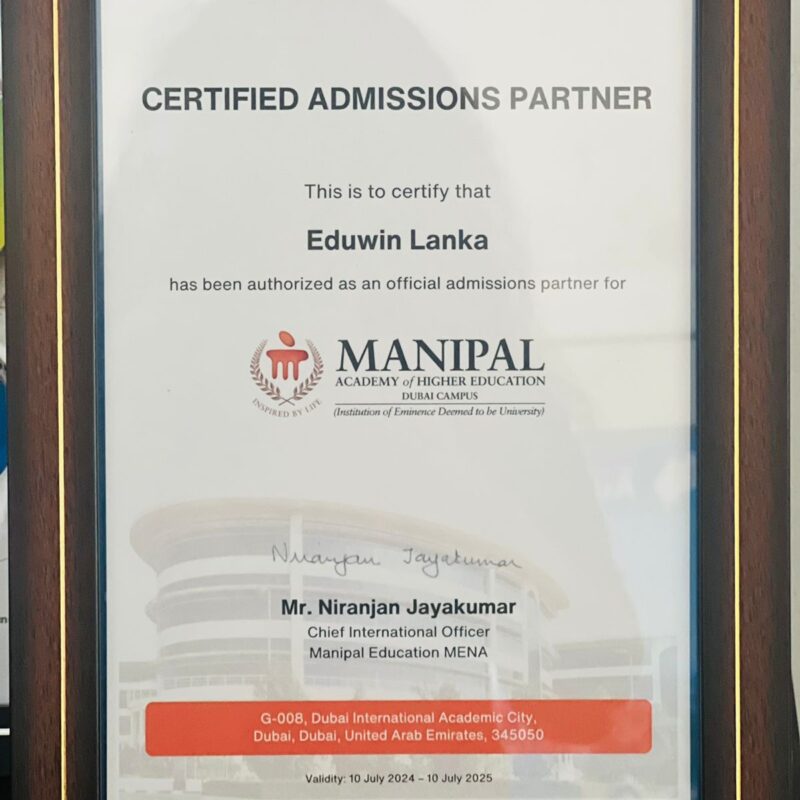 CERTIFIED ADMISSIONS PARTNER
This is to certify that
Eduwin Lanka
has been authorized as an official admissions partner for
MANIPAL
ACADEMY of HIGHER EDUCATION
DUBAI CAMPUS
(Institution of Eminence Deemed to be University)
INSPIRED BY LIFE
Niranjan Jayakumar
Mr. Niranjan Jayakumar
Chief International Officer
Manipal Education MENA
G-008, Dubai International Academic City,
Dubai, Dubai, United Arab Emirates, 345050
Validity: 10 July 2024 – 10 July 2025